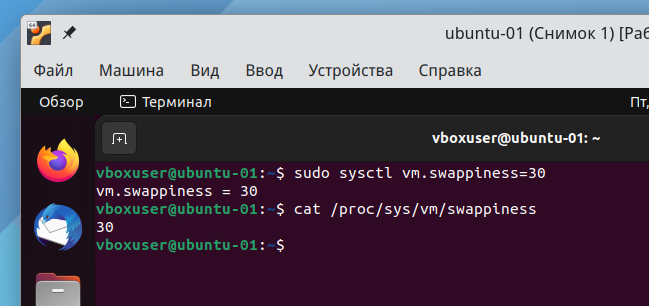 64
ubuntu-01 (Снимок 1) [Раб
Файл Машина Вид Ввод Устройства Справка
Обзор Терминал Пт,
vboxuser@ubuntu-01: ~
vboxuser@ubuntu-01:~$ sudo sysctl vm.swappiness=30
vm.swappiness = 30
vboxuser@ubuntu-01:~$ cat /proc/sys/vm/swappiness
30
vboxuser@ubuntu-01:~$